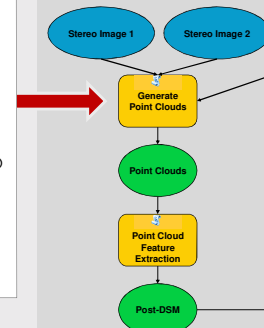 Stereo Image 1
Stereo Image 2
Generate
Point Clouds
Point Clouds
Point Cloud
Feature
Extraction
Post-DSM